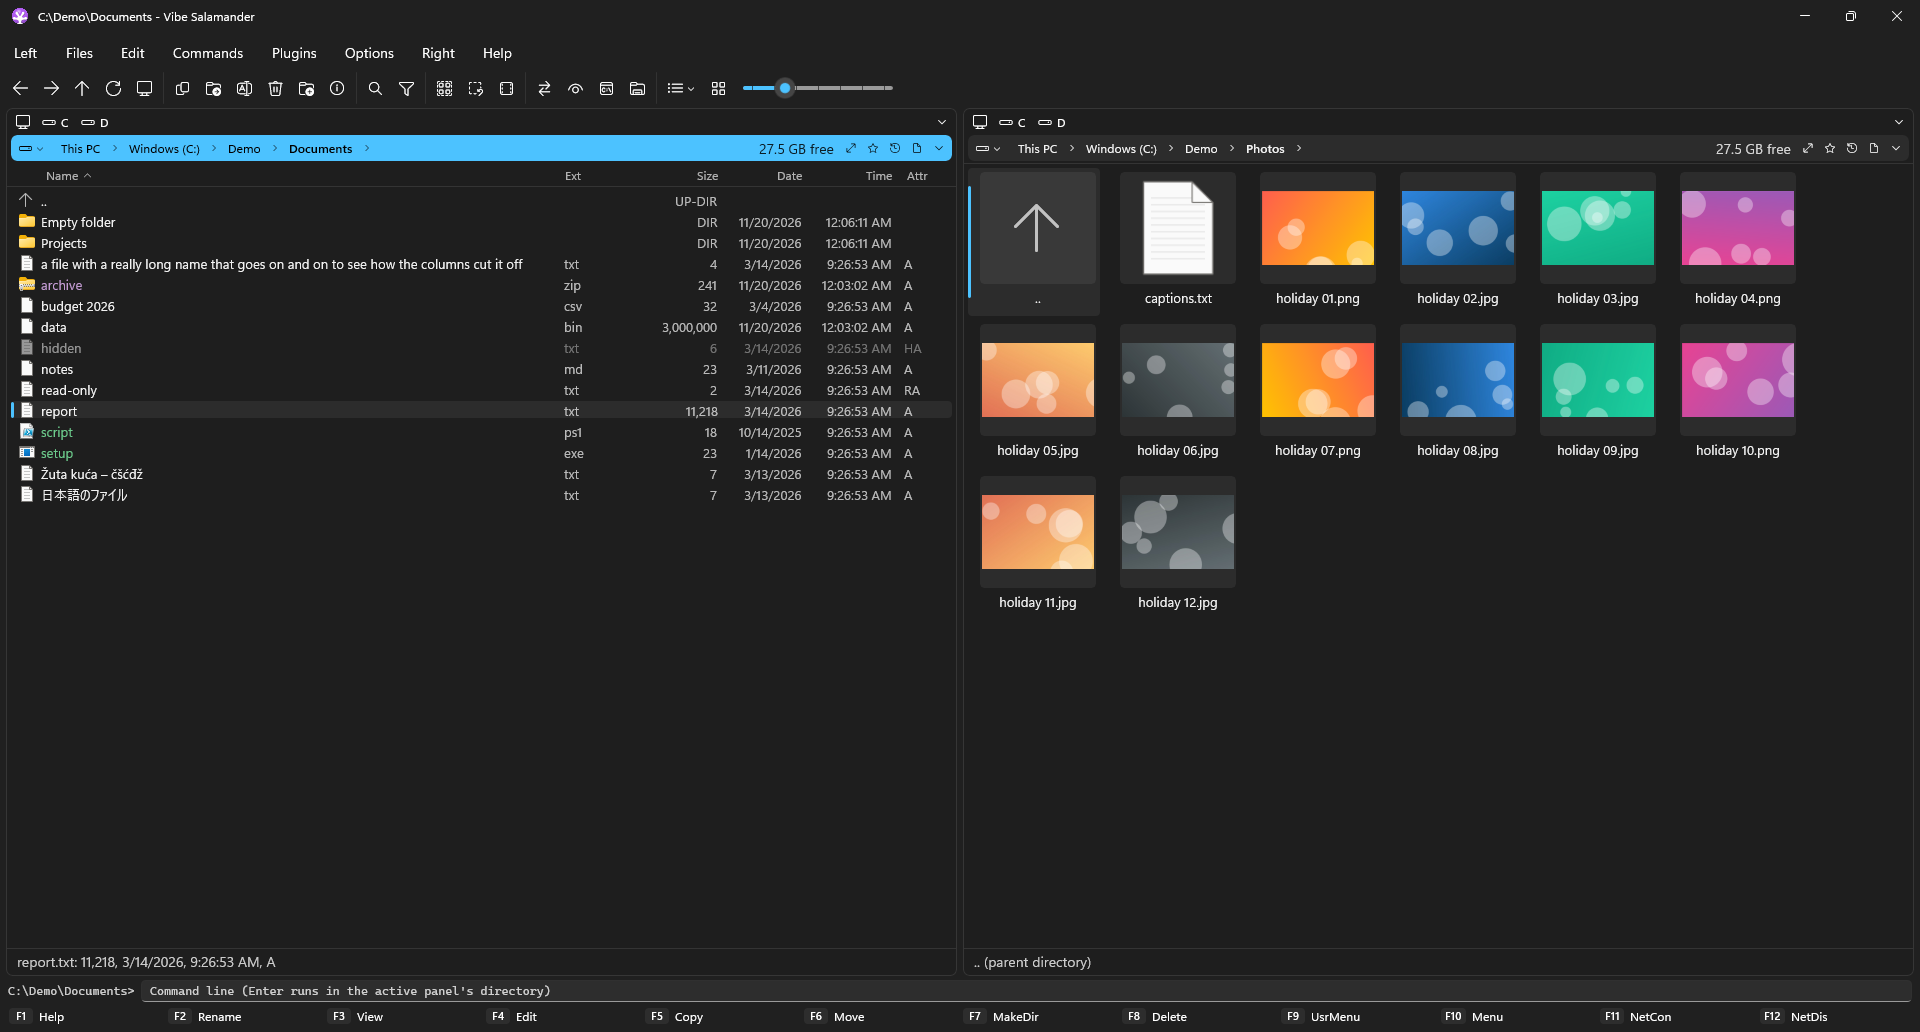 C:\Demo\Documents - Vibe Salamander
Left Files Edit Commands Plugins Options Right Help
C D
This PC Windows (C:) Demo Documents 27.5 GB free
Name Ext Size Date Time Attr
.. UP-DIR
Empty folder DIR 11/20/2026 12:06:11 AM
Projects DIR 11/20/2026 12:06:11 AM
a file with a really long name that goes on and on to see how the columns cut it off txt 4 3/14/2026 9:26:53 AM A
archive zip 241 11/20/2026 12:03:02 AM A
budget 2026 csv 32 3/4/2026 9:26:53 AM A
data bin 3,000,000 11/20/2026 12:03:02 AM A
hidden txt 6 3/14/2026 9:26:53 AM HA
notes md 23 3/11/2026 9:26:53 AM A
read-only txt 2 3/14/2026 9:26:53 AM RA
report txt 11,218 3/14/2026 9:26:53 AM A
script ps1 18 10/14/2025 9:26:53 AM A
setup exe 23 1/14/2026 9:26:53 AM A
Žuta kuća – čšćđž txt 7 3/13/2026 9:26:53 AM A
日本語のファイル txt 7 3/13/2026 9:26:53 AM A
report.txt: 11,218, 3/14/2026, 9:26:53 AM, A
C D
This PC Windows (C:) Demo Photos 27.5 GB free
.. captions.txt holiday 01.png holiday 02.jpg holiday 03.jpg holiday 04.png
holiday 05.jpg holiday 06.jpg holiday 07.png holiday 08.jpg holiday 09.jpg holiday 10.png
holiday 11.jpg holiday 12.jpg
.. (parent directory)
C:\Demo\Documents> Command line (Enter runs in the active panel's directory)
F1 Help F2 Rename F3 View F4 Edit F5 Copy F6 Move F7 MakeDir F8 Delete F9 UsrMenu F10 Menu F11 NetCon F12 NetDis